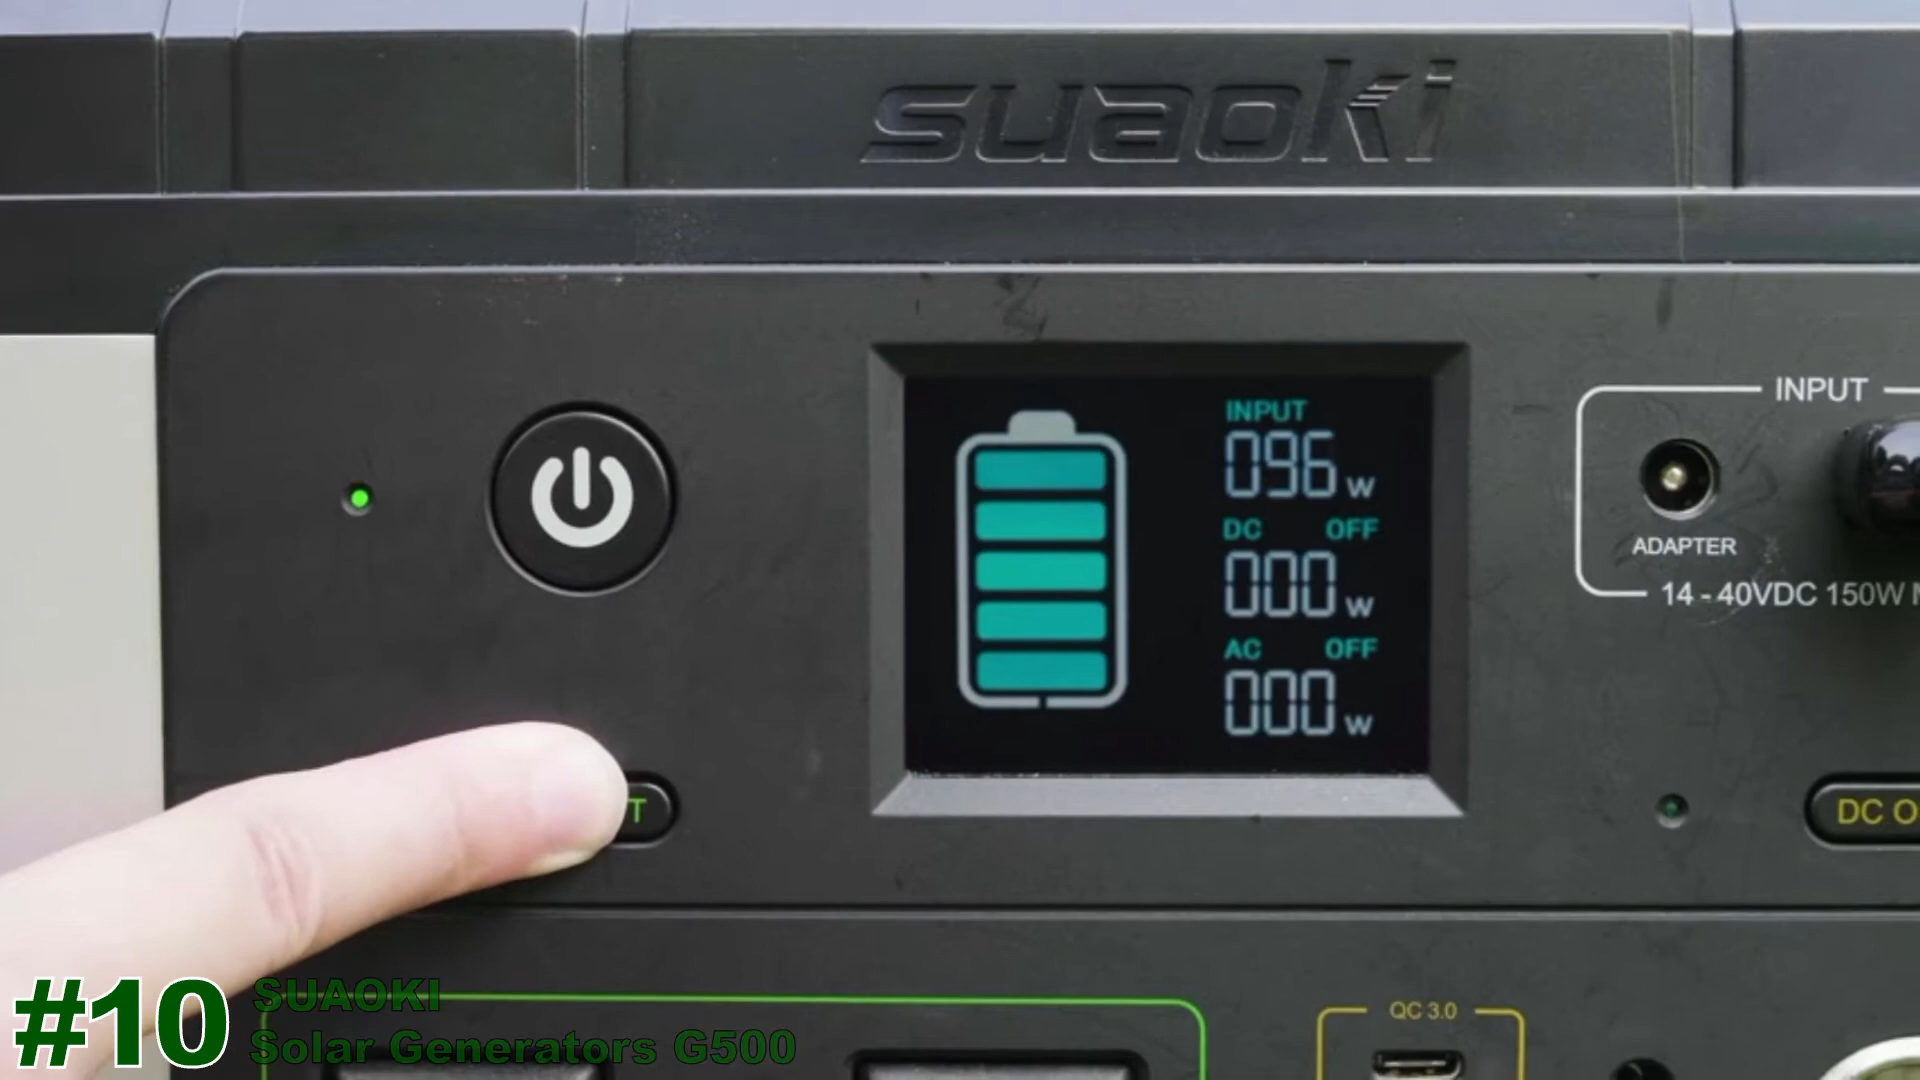 suaoki
INPUT
096 W
DC OFF
000 W
AC OFF
000 W
INPUT
ADAPTER
14 - 40VDC 150W
T
DC O
QC 3.0
#10
SUAOKI
Solar Generators G500